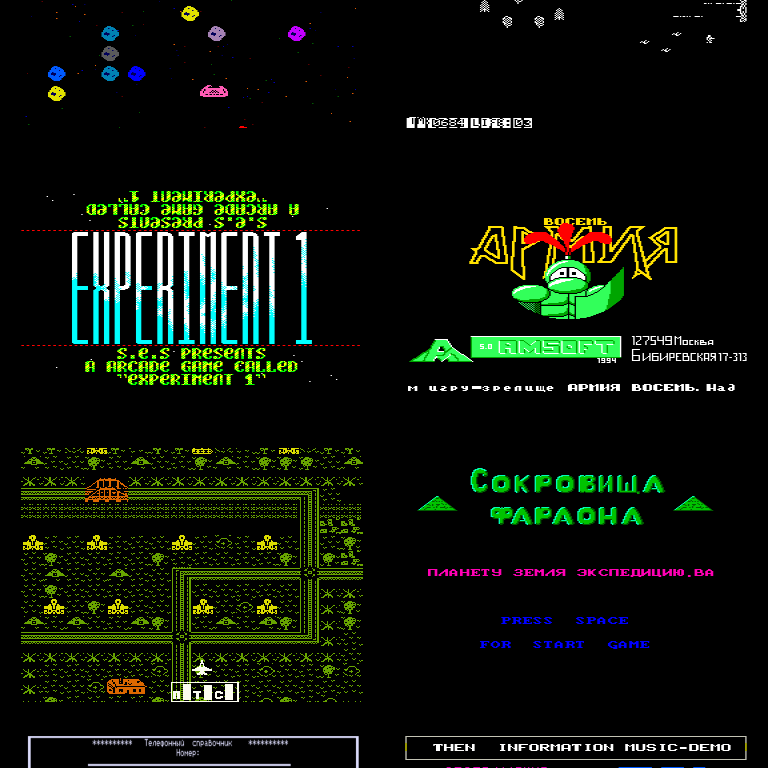 "EXPERIMENT 1"
A ARCADE GAME CALLED
S.E.S PRESENTS
EXPERIMENT 1
S.E.S PRESENTS
A ARCADE GAME CALLED
"EXPERIMENT 1"
ВОСЕМЬ
АРМИЯ
5.0 AMSOFT
1994
127549 Москва
БИБИРЕВСКАЯ 17-313
м игру-зрелище АРМИЯ ВОСЕМЬ. Над
П Т С
СОКРОВИЩА
ФАРАОНА
ПЛАНЕТУ ЗЕМЛЯ ЭКСПЕДИЦИЮ,ВА
PRESS SPACE
FOR START GAME
********** Телефонный справочник **********
Номер:
THEN INFORMATION MUSIC-DEMO